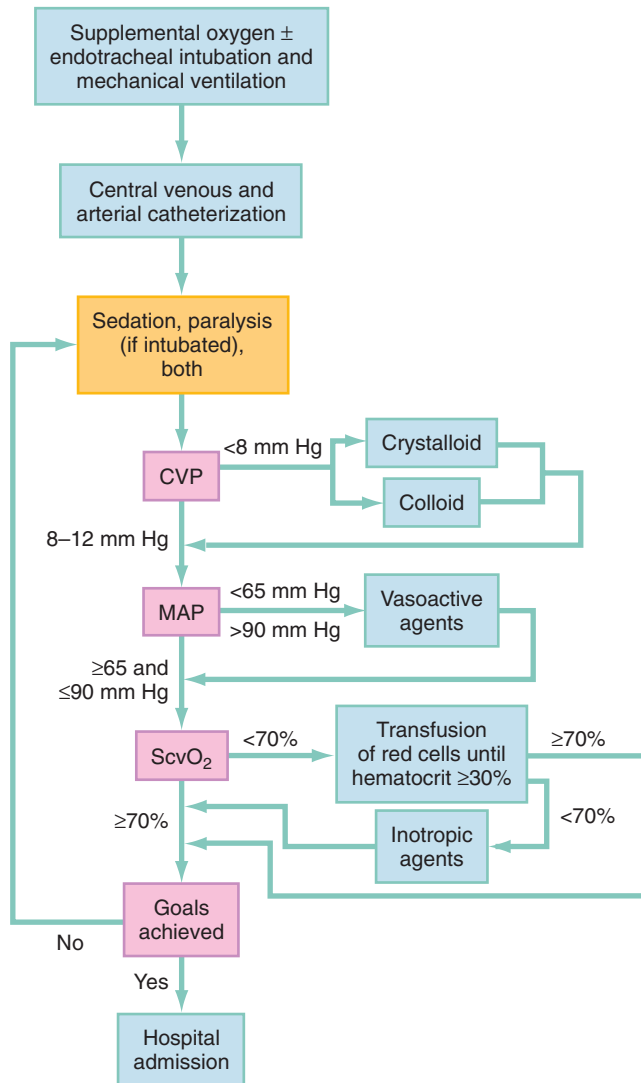 Supplemental oxygen ±
endotracheal intubation and
mechanical ventilation
Central venous and
arterial catheterization
Sedation, paralysis
(if intubated),
both
CVP
<8 mm Hg
Crystalloid
Colloid
8–12 mm Hg
MAP
<65 mm Hg
>90 mm Hg
Vasoactive
agents
≥65 and
≤90 mm Hg
ScvO₂
<70%
Transfusion
of red cells until
hematocrit ≥30%
≥70%
<70%
Inotropic
agents
≥70%
Goals
achieved
No
Yes
Hospital
admission